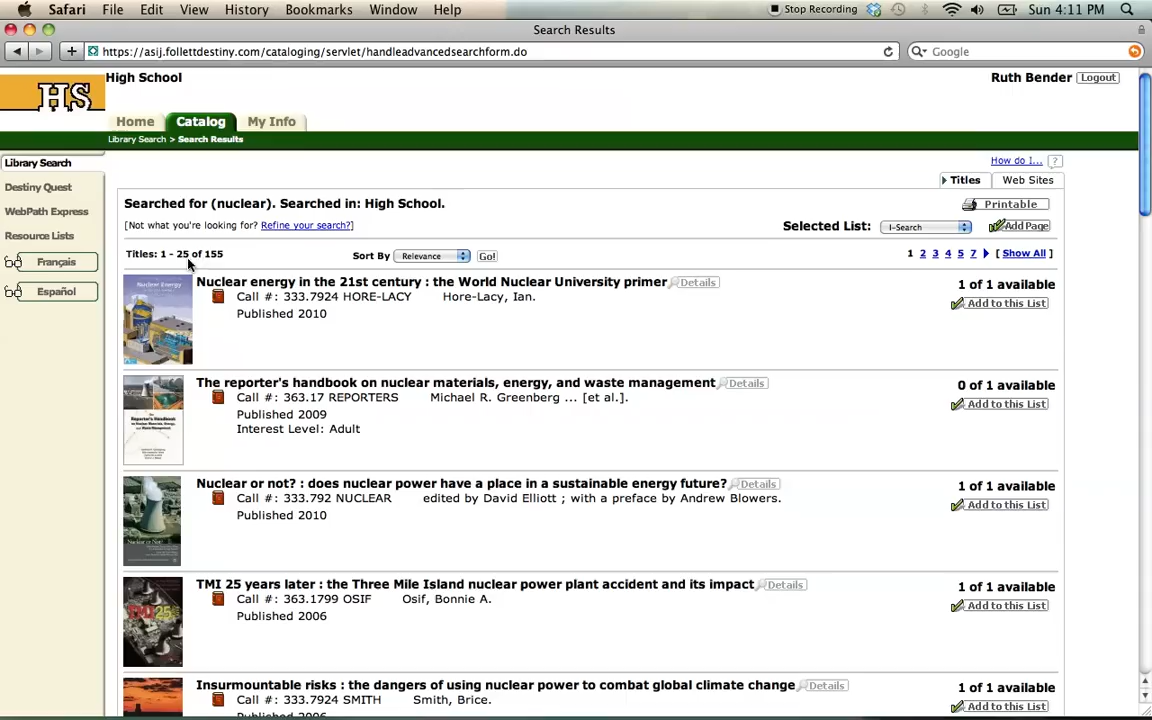 Safari File Edit View History Bookmarks Window Help Stop Recording Sun 4:11 PM
Search Results
https://asij.follettdestiny.com/cataloging/servlet/handleadvancedsearchform.do Google
HS High School Ruth Bender Logout
Home Catalog My Info
Library Search > Search Results
Library Search
How do I... ?
Destiny Quest
Titles Web Sites
WebPath Express
Searched for (nuclear). Searched in: High School. Printable
[Not what you're looking for? Refine your search?] Selected List: I-Search Add Page
Resource Lists
Français
Español
Titles: 1 - 25 of 155 Sort By Relevance Go! 1 2 3 4 5 6 7 [ Show All ]
Nuclear energy in the 21st century : the World Nuclear University primer Details 1 of 1 available
Call #: 333.7924 HORE-LACY Hore-Lacy, Ian. Add to this List
Published 2010
Nuclear Energy
The reporter's handbook on nuclear materials, energy, and waste management Details 0 of 1 available
Call #: 363.17 REPORTERS Michael R. Greenberg ... [et al.]. Add to this List
Published 2009
Interest Level: Adult
Nuclear or not? : does nuclear power have a place in a sustainable energy future? Details 1 of 1 available
Call #: 333.792 NUCLEAR edited by David Elliott ; with a preface by Andrew Blowers. Add to this List
Published 2010
Nuclear or Not?
TMI 25 years later : the Three Mile Island nuclear power plant accident and its impact Details 1 of 1 available
Call #: 363.1799 OSIF Osif, Bonnie A. Add to this List
Published 2006
TMI 25
Insurmountable risks : the dangers of using nuclear power to combat global climate change Details 1 of 1 available
Call #: 333.7924 SMITH Smith, Brice. Add to this List
Published 2006